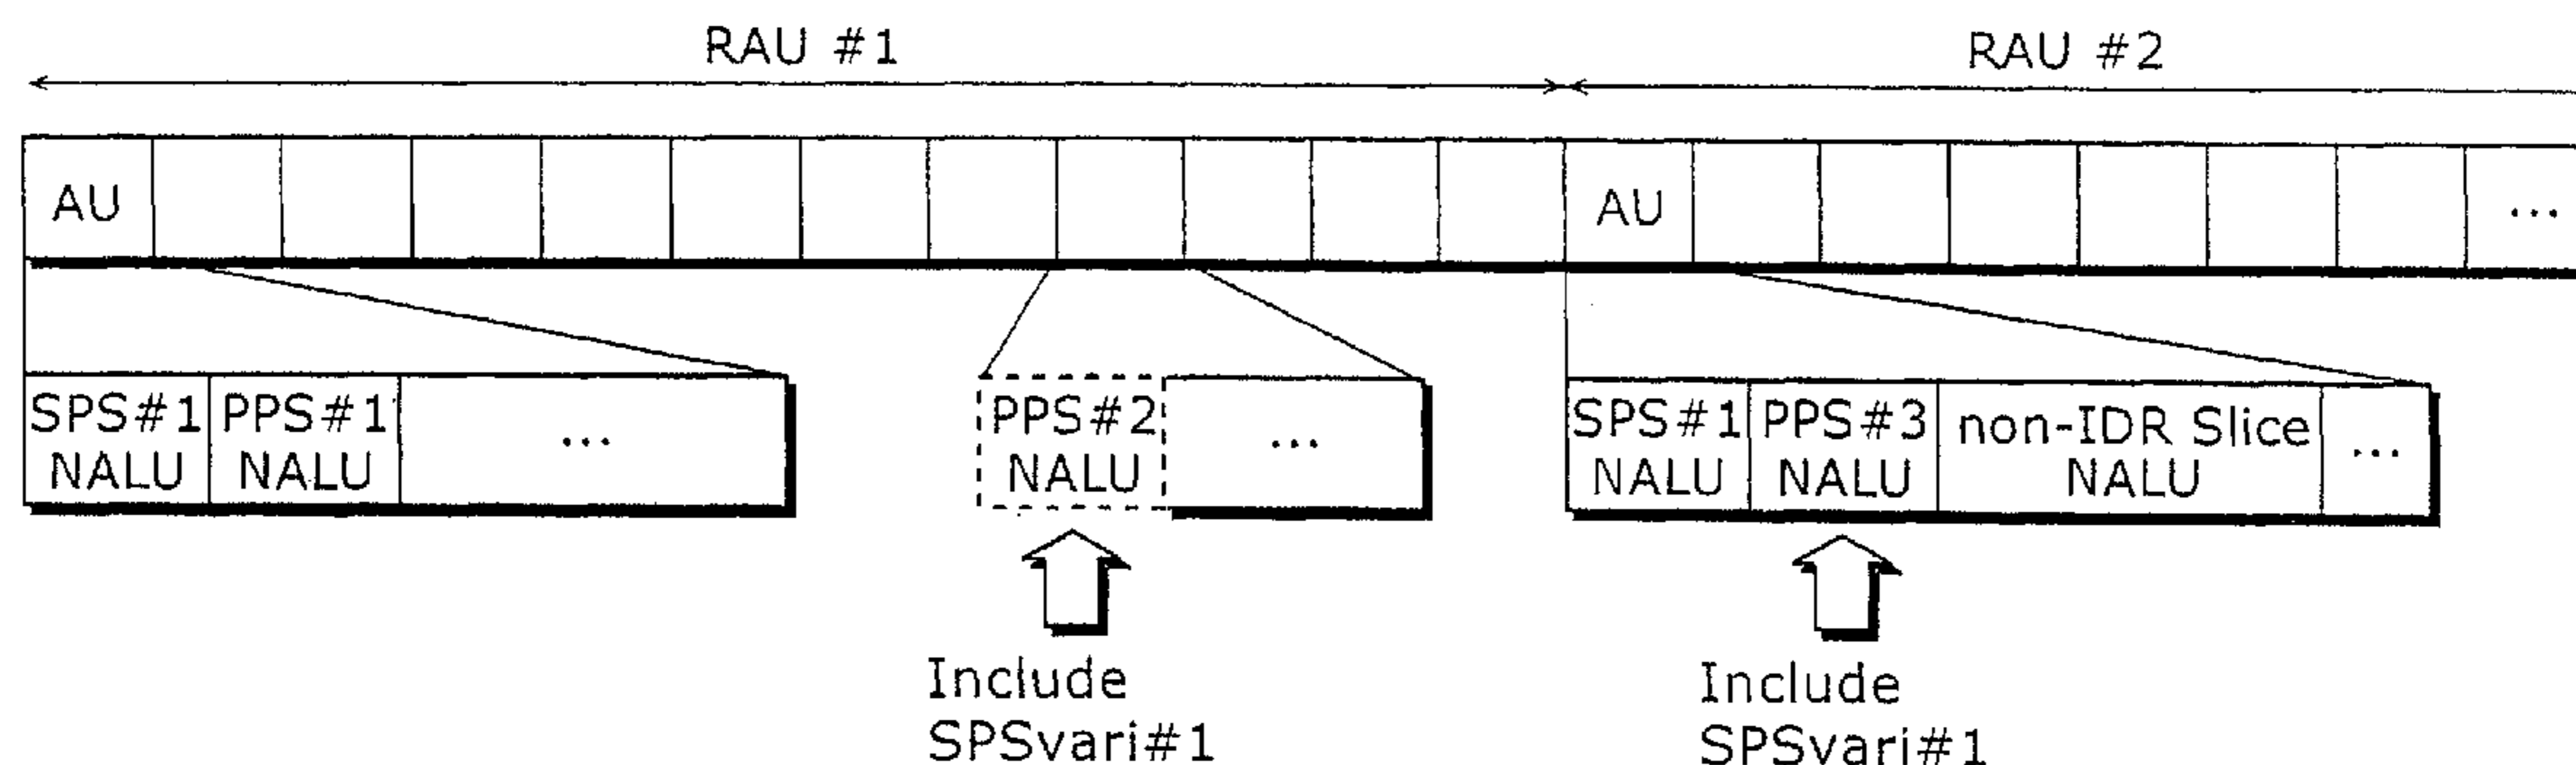 RAU #1
RAU #2
AU
AU
...
SPS#1
NALU
PPS#1
NALU
...
PPS#2
NALU
...
SPS#1
NALU
PPS#3
NALU
non-IDR Slice
NALU
...
Include
SPSvari#1
Include
SPSvari#1